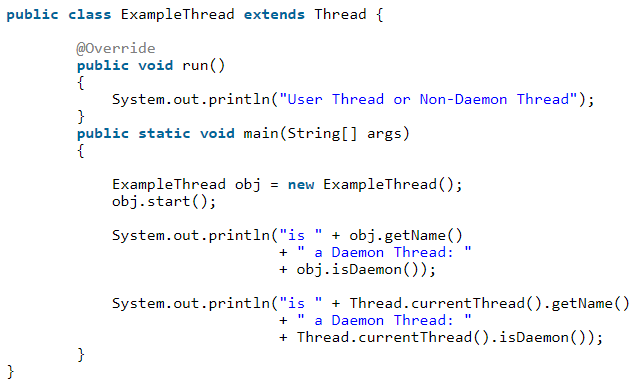 public class ExampleThread extends Thread {
@Override
public void run()
{
System.out.println("User Thread or Non-Daemon Thread");
}
public static void main(String[] args)
{
ExampleThread obj = new ExampleThread();
obj.start();
System.out.println("is " + obj.getName()
+ " a Daemon Thread: "
+ obj.isDaemon());
System.out.println("is " + Thread.currentThread().getName()
+ " a Daemon Thread: "
+ Thread.currentThread().isDaemon());
}
}